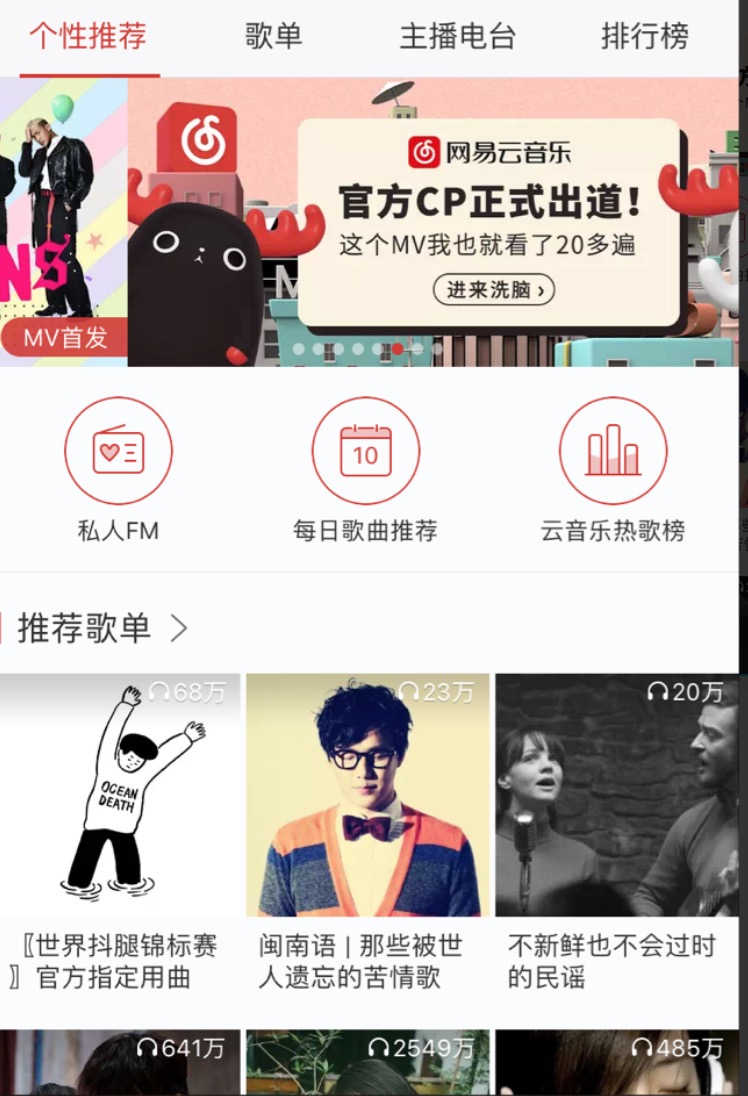 个性推荐
歌单
主播电台
排行榜
NS
MV首发
网易云音乐
官方CP正式出道！
这个MV我也就看了20多遍
进来洗脑 ›
M
10
私人FM
每日歌曲推荐
云音乐热歌榜
推荐歌单
68万
23万
20万
OCEAN
DEATH
〖世界抖腿锦标赛
〗官方指定用曲
闽南语 | 那些被世
人遗忘的苦情歌
不新鲜也不会过时
的民谣
641万
2549万
485万